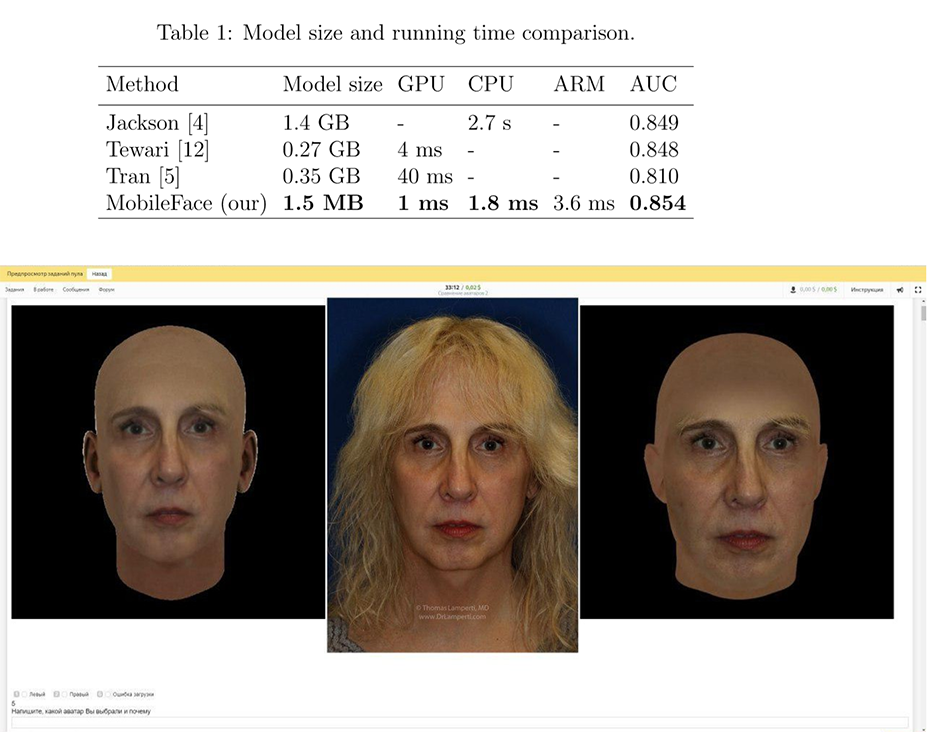 Table 1: Model size and running time comparison.
Method Model size GPU CPU ARM AUC
Jackson [4] 1.4 GB - 2.7 s - 0.849
Tewari [12] 0.27 GB 4 ms - - 0.848
Tran [5] 0.35 GB 40 ms - - 0.810
MobileFace (our) 1.5 MB 1 ms 1.8 ms 3.6 ms 0.854
Предпросмотр заданий пула Назад
Задания В работе Сообщения Форум
33:12 / 0,02 $
Сравнение аватаров 2
0,00 $ / 0,00 $ Инструкция
© Thomas Lamperti, MD
www.DrLamperti.com
1 Левый 2 Правый 3 Ошибка загрузки
5
Напишите, какой аватар Вы выбрали и почему